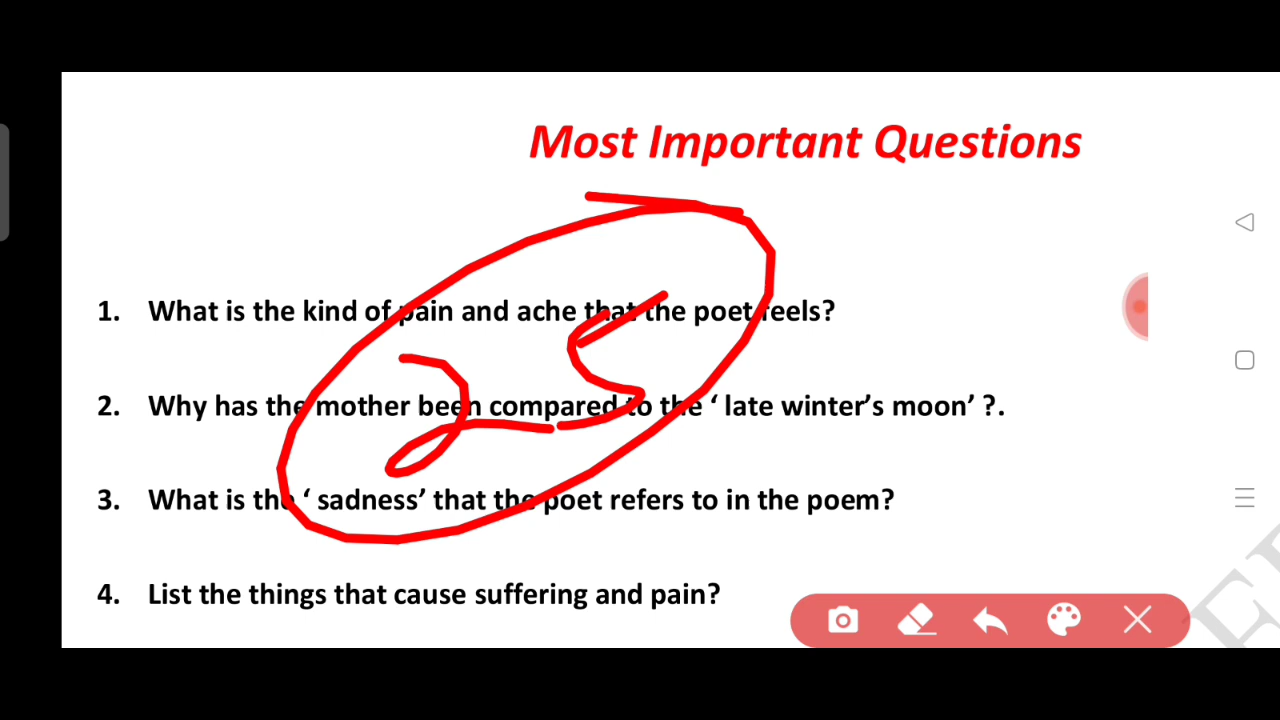 Most Important Questions
1. What is the kind of pain and ache that the poet feels?
25
2. Why has the mother been compared to the ‘ late winter’s moon’ ?.
3. What is the ‘ sadness’ that the poet refers to in the poem?
4. List the things that cause suffering and pain?